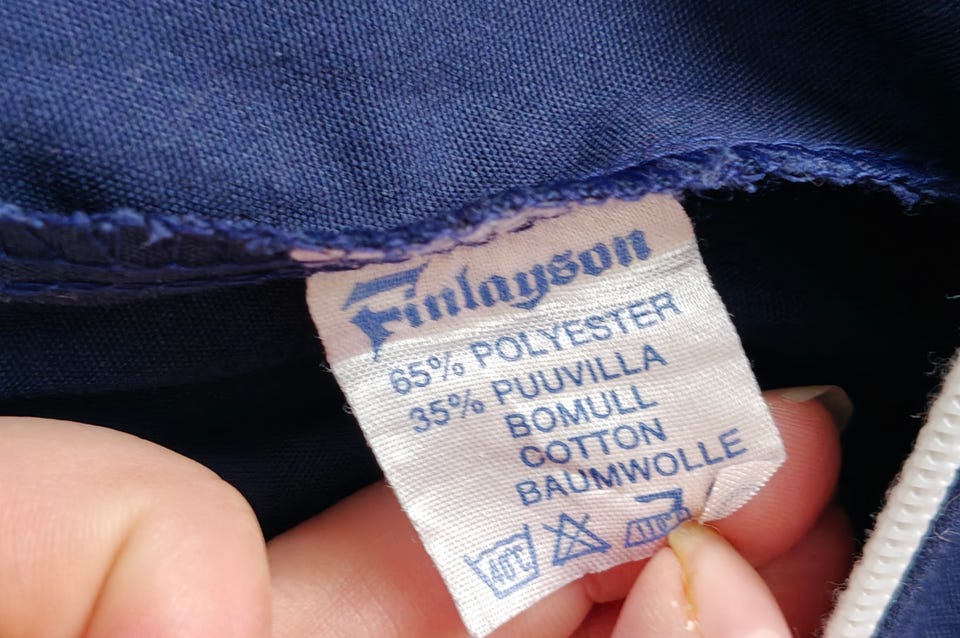 Finlayson
65% POLYESTER
35% PUUVILLA
BOMULL
COTTON
BAUMWOLLE
40°C